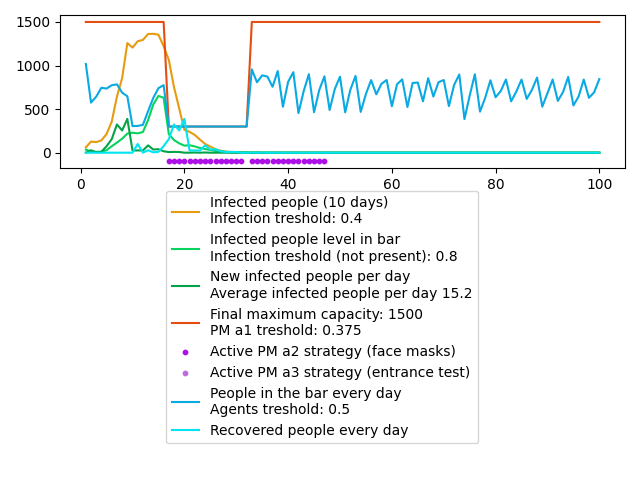 1500
1000
500
0
0
20
40
60
80
100
Infected people (10 days)
Infection treshold: 0.4
Infected people level in bar
Infection treshold (not present): 0.8
New infected people per day
Average infected people per day 15.2
Final maximum capacity: 1500
PM a1 treshold: 0.375
Active PM a2 strategy (face masks)
Active PM a3 strategy (entrance test)
People in the bar every day
Agents treshold: 0.5
Recovered people every day